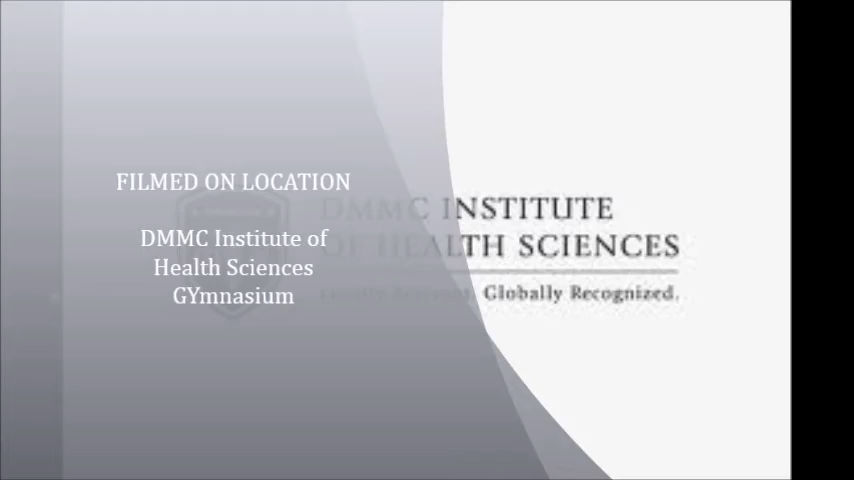 FILMED ON LOCATION
DMMC Institute of
Health Sciences
GYmnasium
DMMC INSTITUTE
OF HEALTH SCIENCES
Globally Recognized.